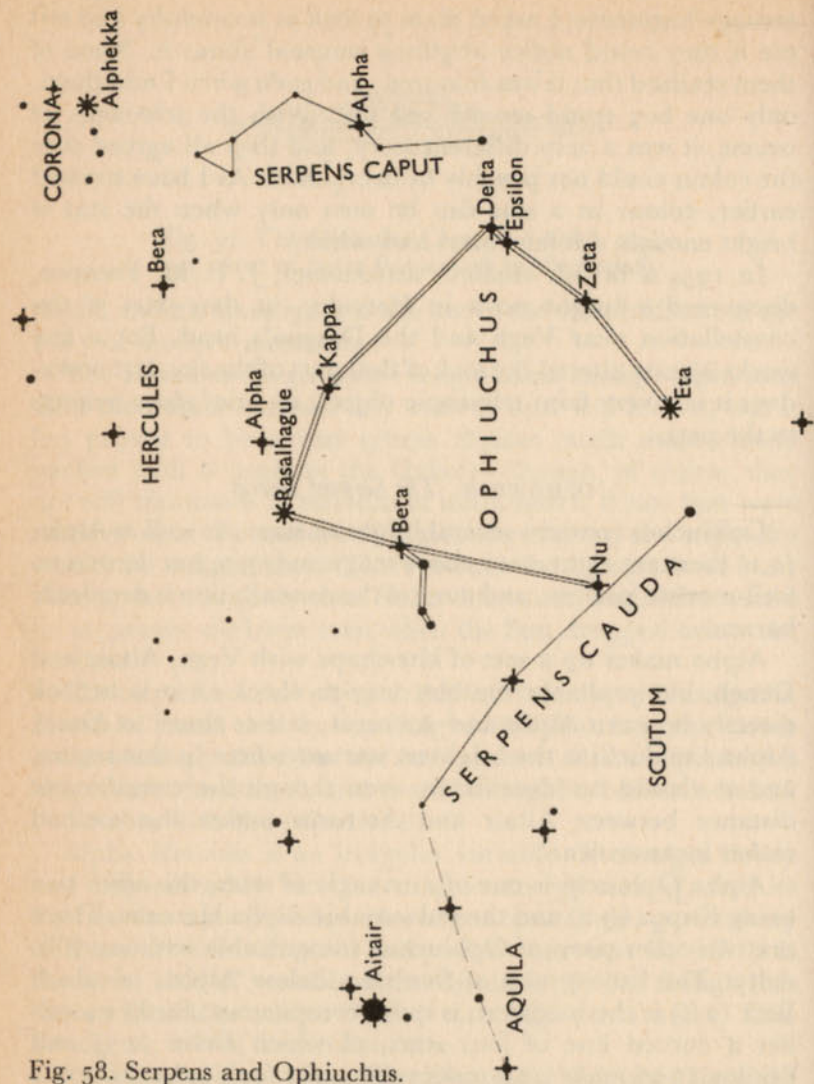 CORONA
Alphekka
Alpha
SERPENS CAPUT
Beta
Delta
Epsilon
HERCULES
Kappa
Zeta
Alpha
Rasalhague
OPHIUCHUS
Eta
Beta
Nu
SERPENS CAUDA
SCUTUM
Aitair
AQUILA
Fig. 58. Serpens and Ophiuchus.